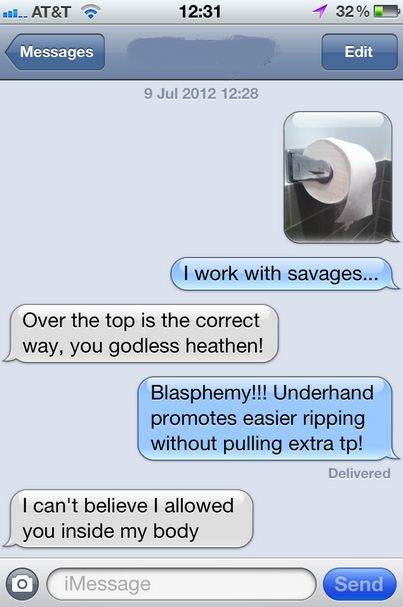 AT&T 12:31 32%
Messages Edit
9 Jul 2012 12:28
I work with savages...
Over the top is the correct
way, you godless heathen!
Blasphemy!!! Underhand
promotes easier ripping
without pulling extra tp!
Delivered
I can't believe I allowed
you inside my body
iMessage Send